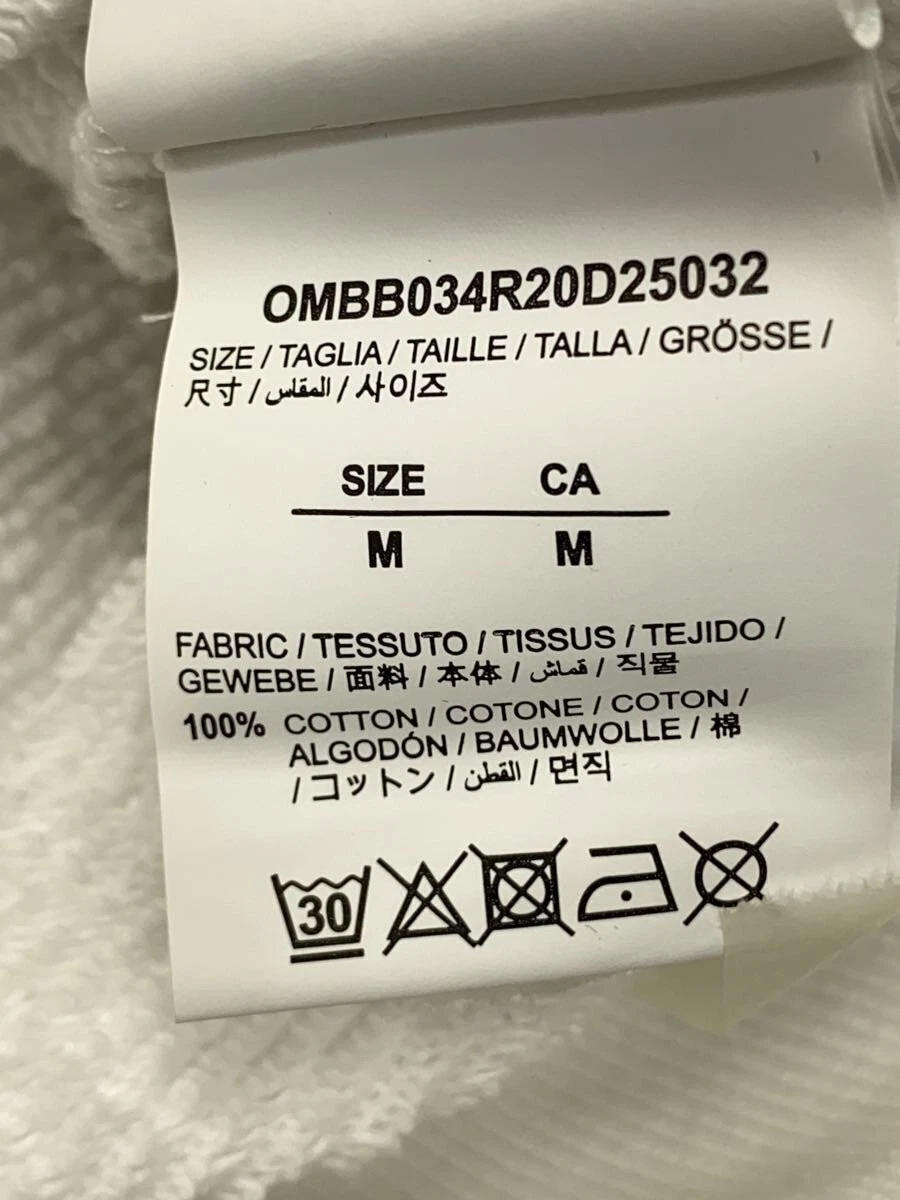 OMBB034R20D25032
SIZE / TAGLIA / TAILLE / TALLA / GRÖSSE /
尺寸 / المقاس / 사이즈
SIZE CA
M M
FABRIC / TESSUTO / TISSUS / TEJIDO /
GEWEBE / 面料 / 本体 / قماش / 직물
100% COTTON / COTONE / COTON /
ALGODÓN / BAUMWOLLE / 棉
/ コットン / القطن / 면직
30